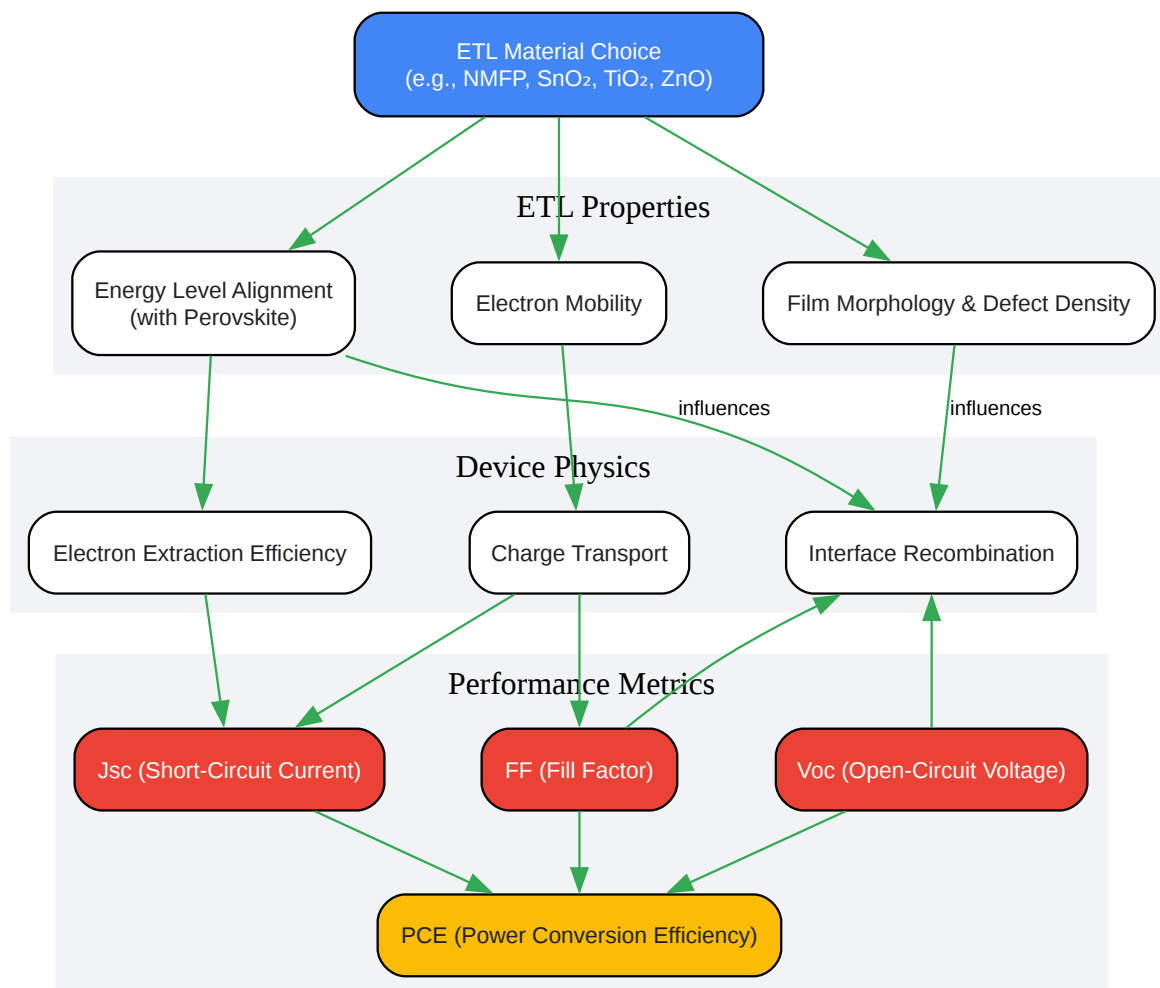 ETL Material Choice
(e.g., NMFP, SnO₂, TiO₂, ZnO)
ETL Properties
Energy Level Alignment
(with Perovskite)
Electron Mobility
Film Morphology & Defect Density
influences
influences
Device Physics
Electron Extraction Efficiency
Charge Transport
Interface Recombination
Performance Metrics
Jsc (Short-Circuit Current)
FF (Fill Factor)
Voc (Open-Circuit Voltage)
PCE (Power Conversion Efficiency)